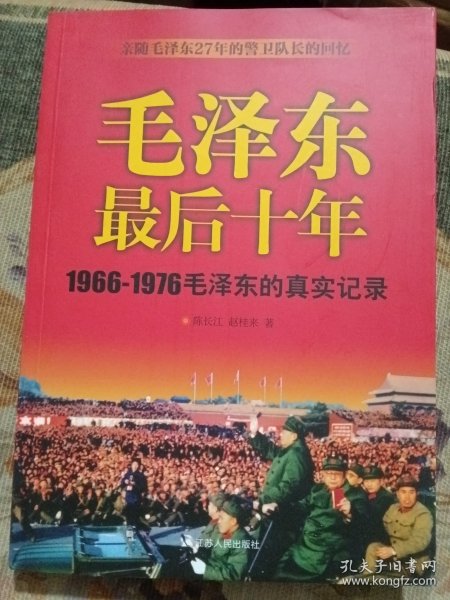 亲随毛泽东27年的警卫队长的回忆
毛泽东
最后十年
1966-1976毛泽东的真实记录
陈长江 赵桂来 著
江苏人民出版社
孔夫子旧书网
www.kongfz.com